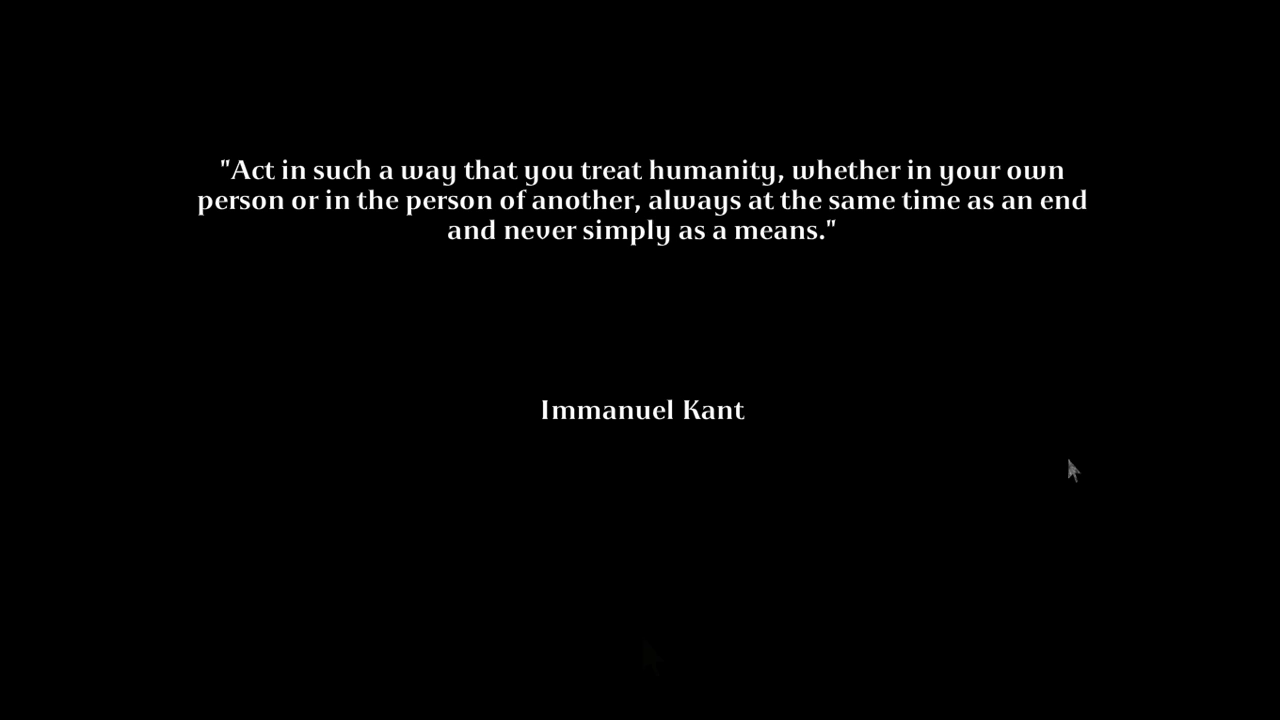 "Act in such a way that you treat humanity, whether in your own
person or in the person of another, always at the same time as an end
and never simply as a means."
Immanuel Kant